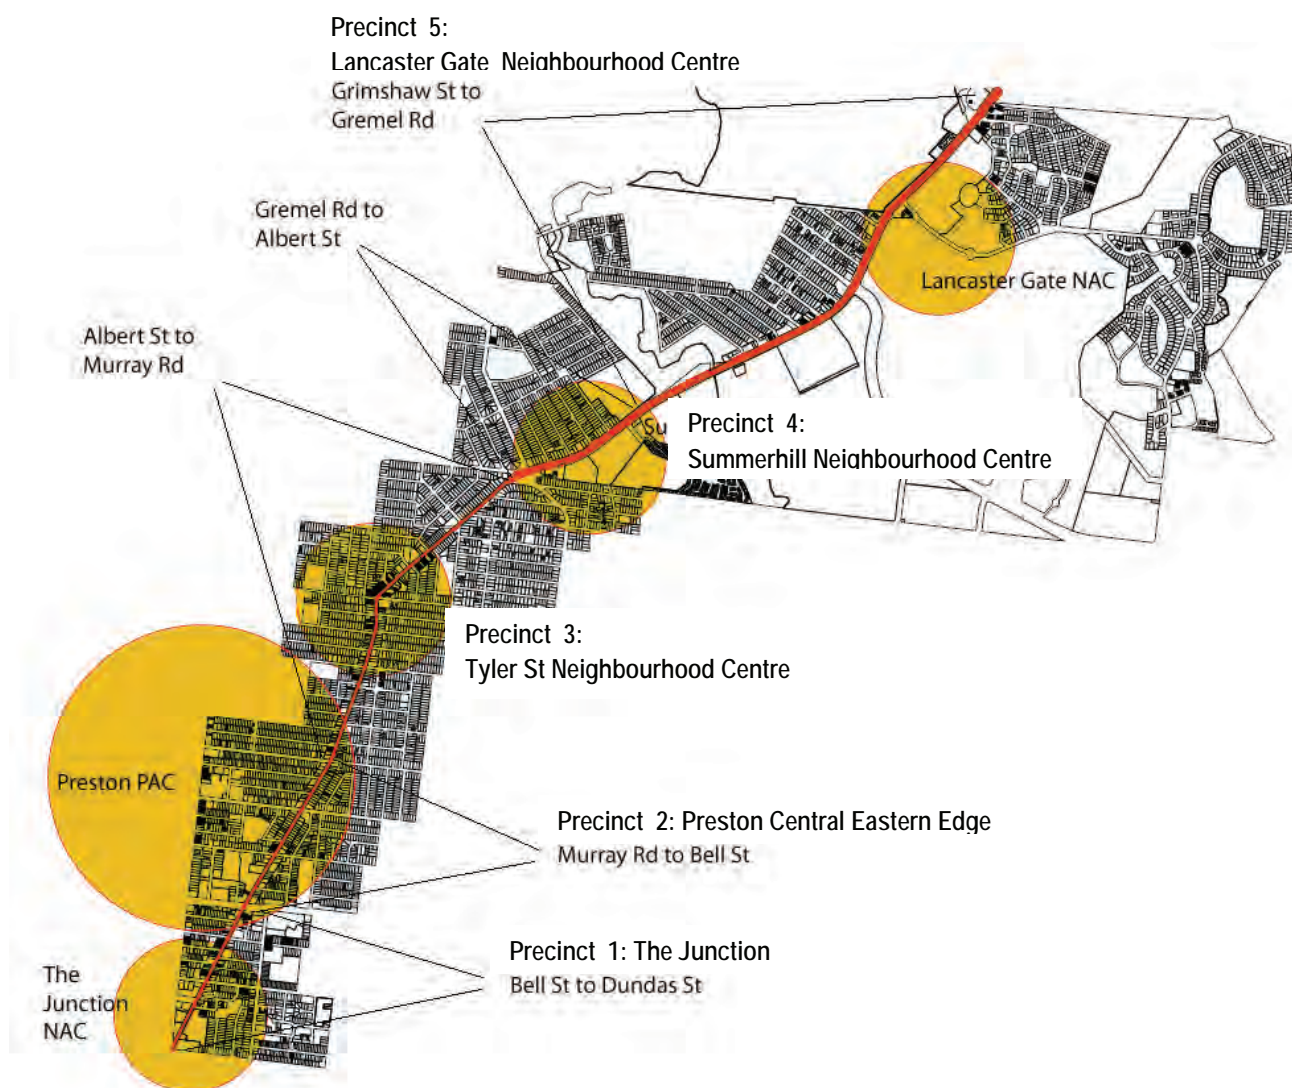 Precinct 5:
Lancaster Gate Neighbourhood Centre
Grimshaw St to
Gremel Rd
Gremel Rd to
Albert St
Albert St to
Murray Rd
Lancaster Gate NAC
Su
Precinct 4:
Summerhill Neighbourhood Centre
Precinct 3:
Tyler St Neighbourhood Centre
Preston PAC
Precinct 2: Preston Central Eastern Edge
Murray Rd to Bell St
Precinct 1: The Junction
Bell St to Dundas St
The
Junction
NAC